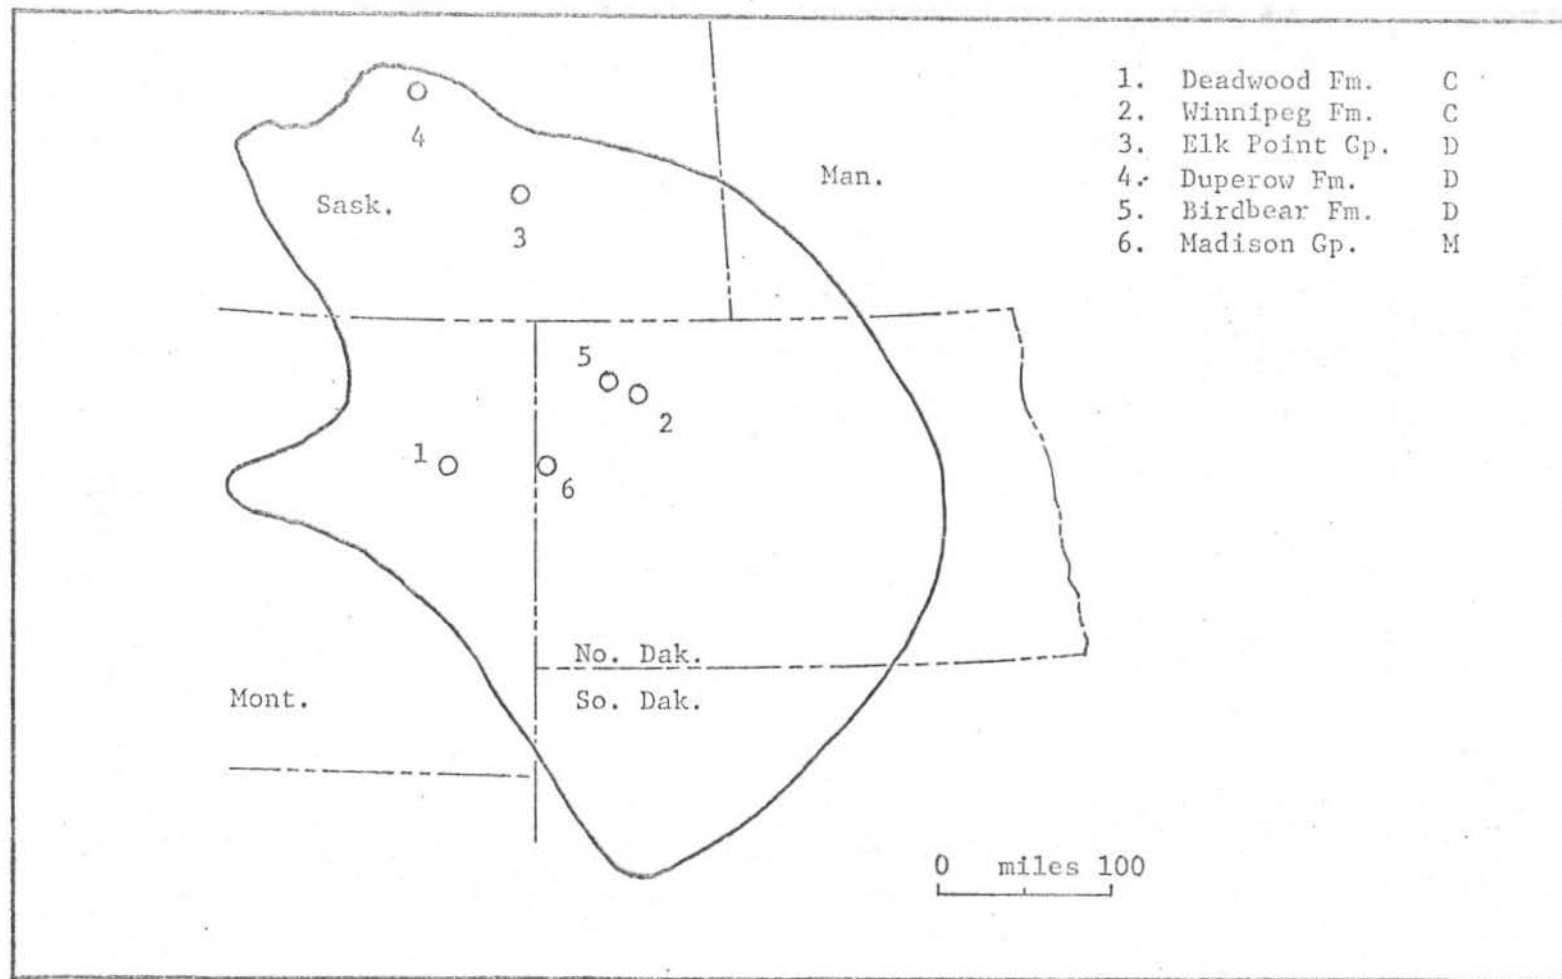 1. Deadwood Fm. C
2. Winnipeg Fm. C
3. Elk Point Gp. D
4. Duperow Fm. D
5. Birdbear Fm. D
6. Madison Gp. M
4
Man.
Sask.
3
5
2
1
6
No. Dak.
Mont.
So. Dak.
0 miles 100